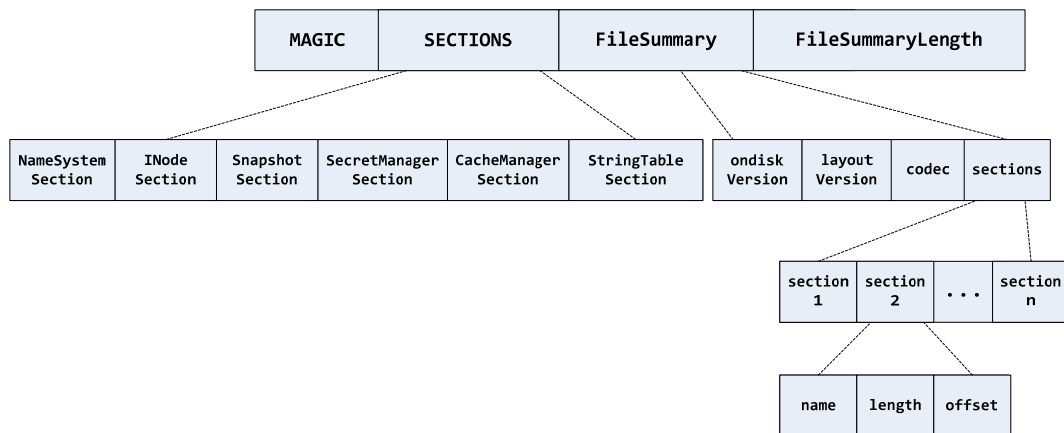 MAGIC SECTIONS FileSummary FileSummaryLength
NameSystem Section
INode Section
Snapshot Section
SecretManager Section
CacheManager Section
StringTable Section
ondisk Version
layout Version
codec
sections
section 1
section 2
...
section n
name length offset